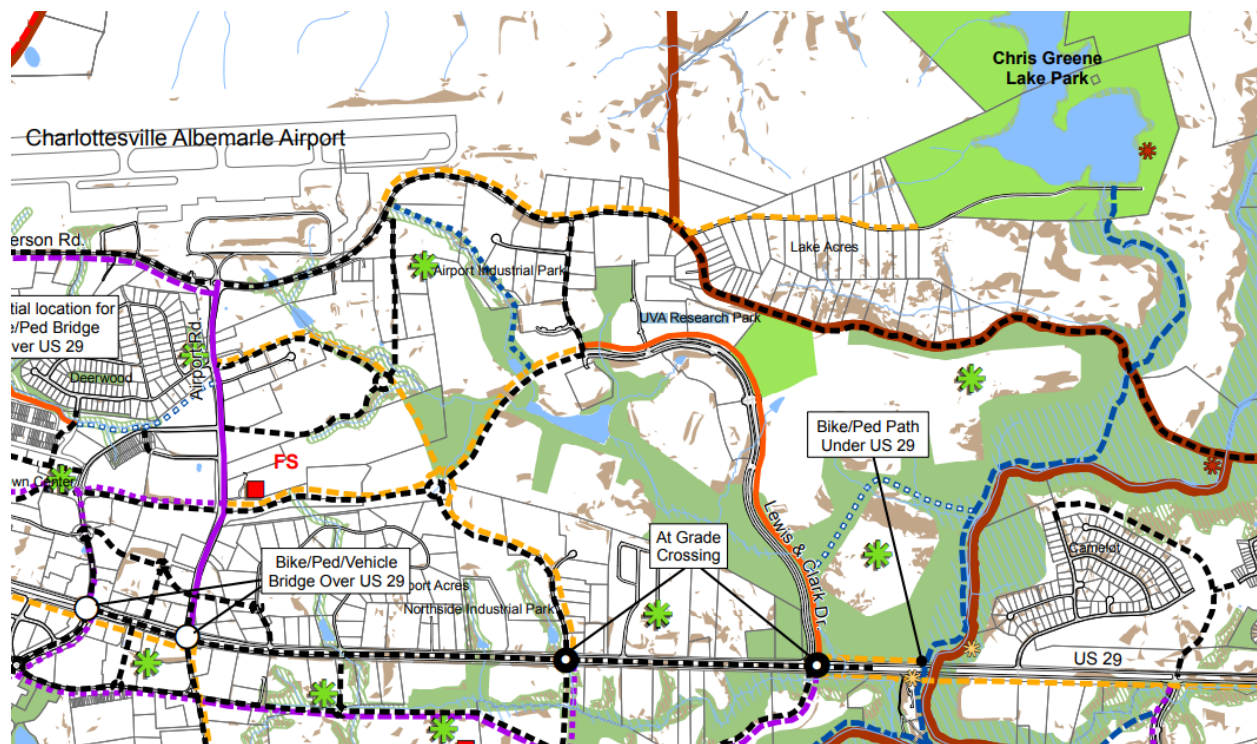 Chris Greene
Lake Park
Charlottesville Albemarle Airport
erson Rd.
Lake Acres
Airport Industrial Park
tial location for
e/Ped Bridge
ver US 29
UVA Research Park
Airport Rd.
Deerwood
Bike/Ped Path
Under US 29
FS
wn Center
Lewis & Clark Dr.
At Grade
Crossing
Camelot
Bike/Ped/Vehicle
Bridge Over US 29
port Acres
Northside Industrial Park
US 29